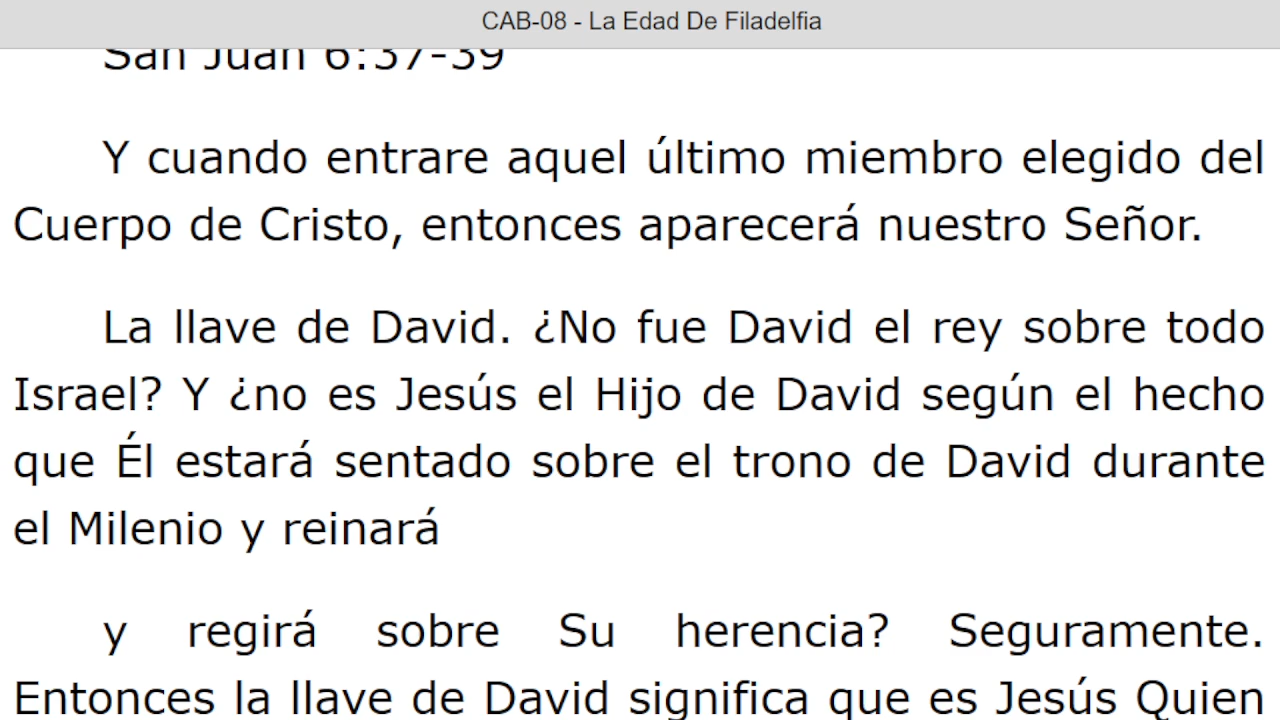 CAB-08 - La Edad De Filadelfia
San Juan 6:37-39
Y cuando entrare aquel último miembro elegido del
Cuerpo de Cristo, entonces aparecerá nuestro Señor.
La llave de David. ¿No fue David el rey sobre todo
Israel? Y ¿no es Jesús el Hijo de David según el hecho
que Él estará sentado sobre el trono de David durante
el Milenio y reinará
y regirá sobre Su herencia? Seguramente.
Entonces la llave de David significa que es Jesús Quien